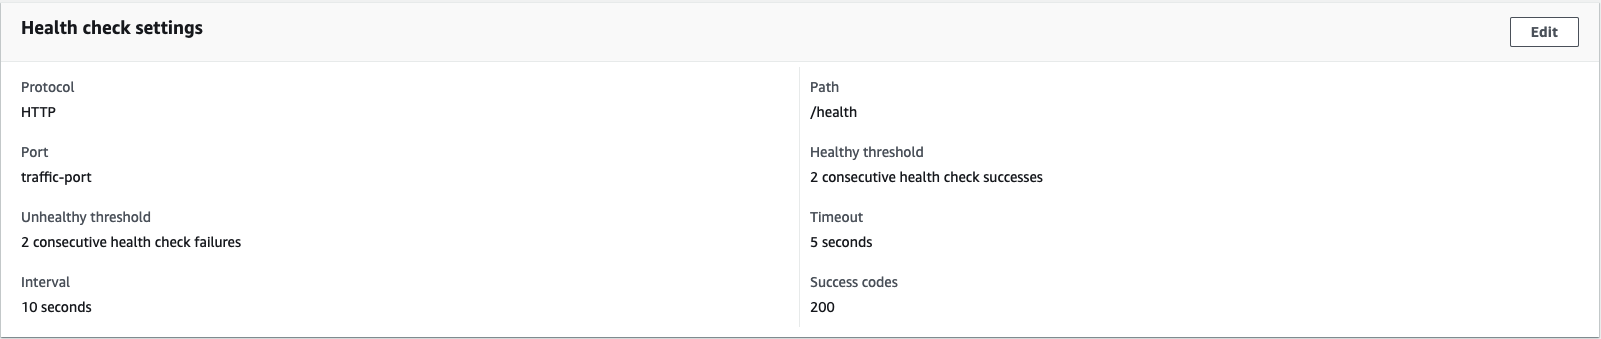 Health check settings
Edit
Protocol
HTTP
Path
/health
Port
traffic-port
Healthy threshold
2 consecutive health check successes
Unhealthy threshold
2 consecutive health check failures
Timeout
5 seconds
Interval
10 seconds
Success codes
200